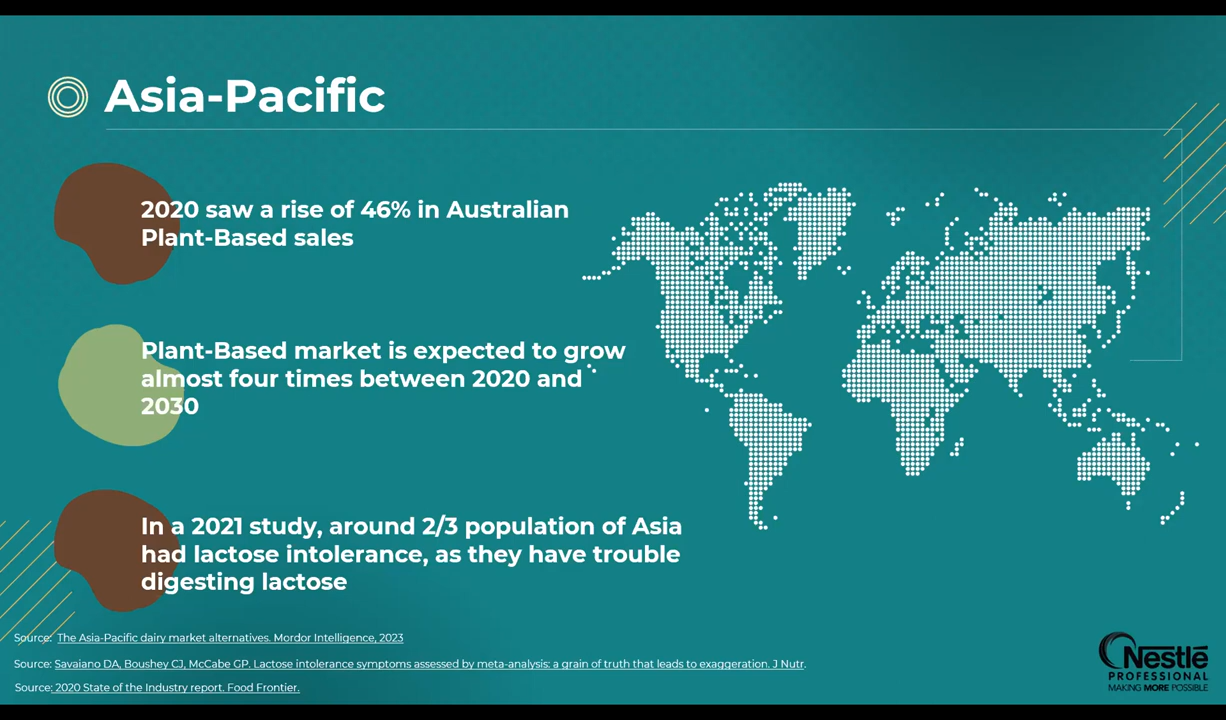 Asia-Pacific
2020 saw a rise of 46% in Australian
Plant-Based sales
Plant-Based market is expected to grow
almost four times between 2020 and
2030
In a 2021 study, around 2/3 population of Asia
had lactose intolerance, as they have trouble
digesting lactose
Source: The Asia-Pacific dairy market alternatives. Mordor Intelligence, 2023
Source: Savaiano DA, Boushey CJ, McCabe GP. Lactose intolerance symptoms assessed by meta-analysis: a grain of truth that leads to exaggeration. J Nutr.
Source: 2020 State of the Industry report. Food Frontier.
Nestlé
PROFESSIONAL
MAKING MORE POSSIBLE